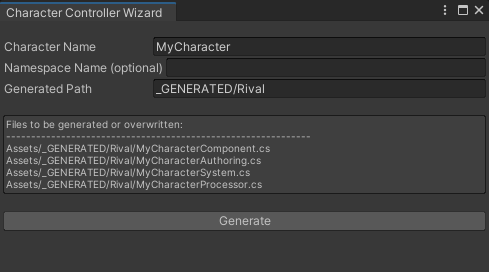 Character Controller Wizard
Character Name MyCharacter
Namespace Name (optional)
Generated Path _GENERATED/Rival
Files to be generated or overwritten:
-------------------------------------------------------------
Assets/_GENERATED/Rival/MyCharacterComponent.cs
Assets/_GENERATED/Rival/MyCharacterAuthoring.cs
Assets/_GENERATED/Rival/MyCharacterSystem.cs
Assets/_GENERATED/Rival/MyCharacterProcessor.cs
Generate